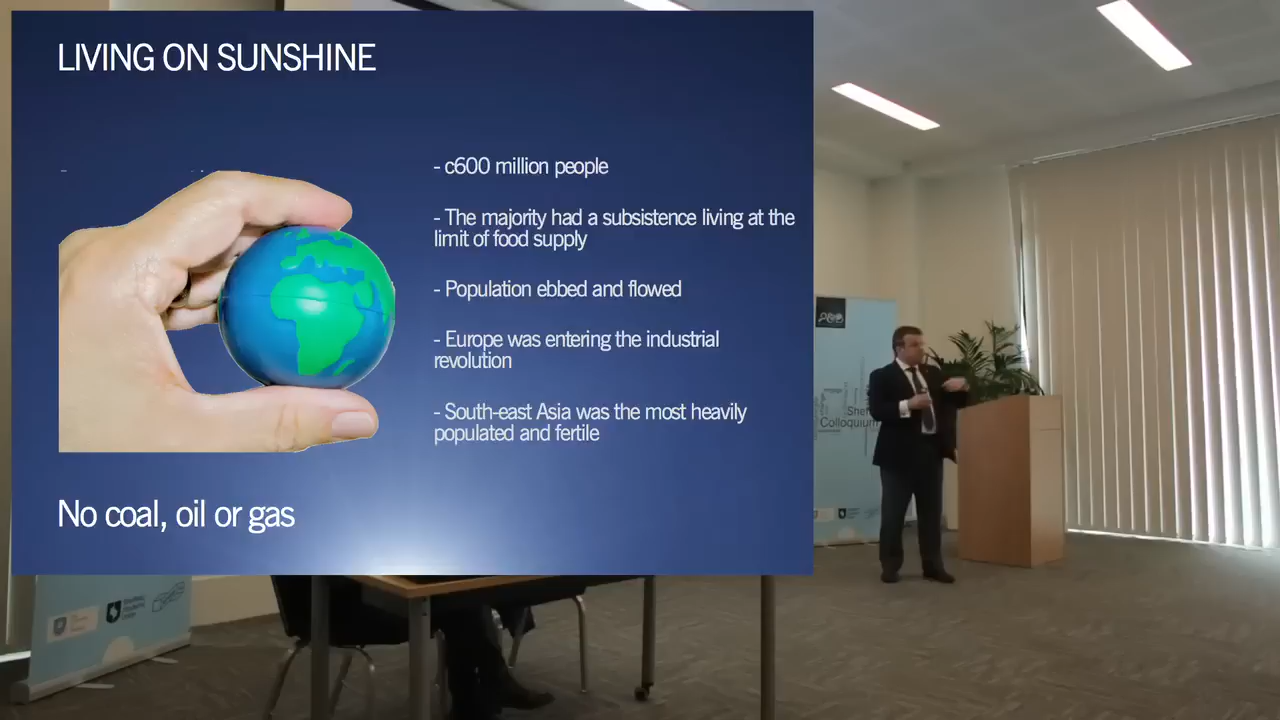 LIVING ON SUNSHINE
- c600 million people
- The majority had a subsistence living at the
limit of food supply
- Population ebbed and flowed
- Europe was entering the industrial
revolution
- South-east Asia was the most heavily
populated and fertile
No coal, oil or gas
Colloquium